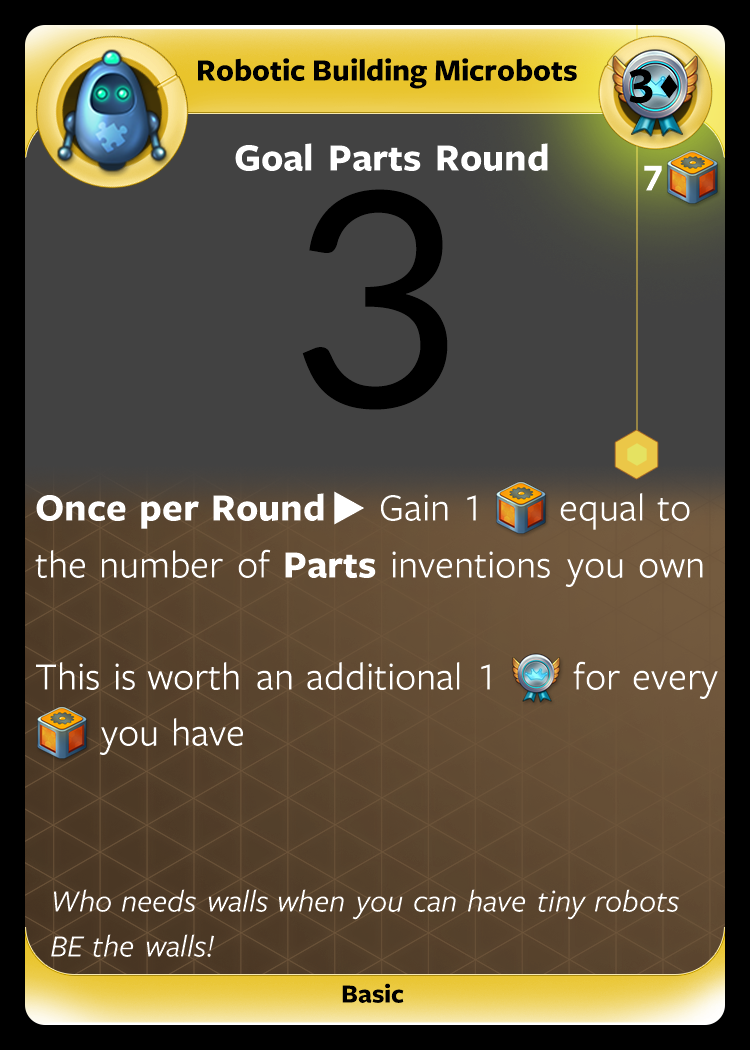 Robotic Building Microbots
3♦
Goal Parts Round
7
3
Once per Round▶ Gain 1 equal to
the number of Parts inventions you own
This is worth an additional 1 for every
you have
Who needs walls when you can have tiny robots
BE the walls!
Basic